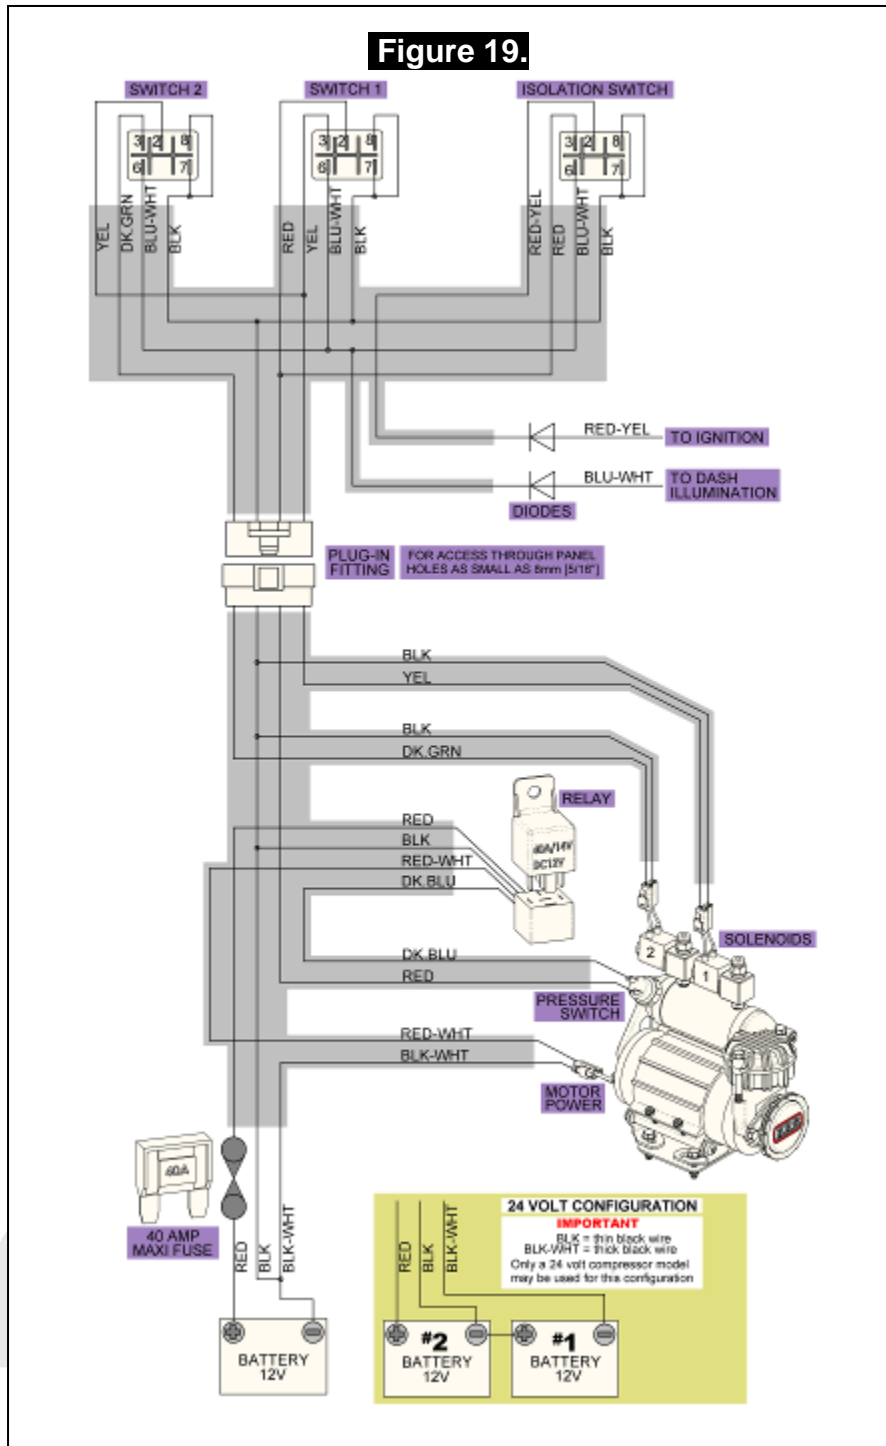 Figure 19.
SWITCH 2
SWITCH 1
ISOLATION SWITCH
3 2 8
6 7
3 2 8
6 7
3 2 8
6 7
YEL
DK.GRN
BLU-WHT
BLK
RED
YEL
BLU-WHT
BLK
RED-YEL
RED
BLU-WHT
BLK
RED-YEL
TO IGNITION
BLU-WHT
TO DASH
ILLUMINATION
DIODES
PLUG-IN
FITTING
FOR ACCESS THROUGH PANEL
HOLES AS SMALL AS 8mm [5/16"]
BLK
YEL
BLK
DK.GRN
RELAY
40A/14V
DC12V
RED
BLK
RED-WHT
DK.BLU
SOLENOIDS
2
1
DK.BLU
RED
PRESSURE
SWITCH
RED-WHT
BLK-WHT
MOTOR
POWER
40 AMP
MAXI FUSE
RED
BLK
BLK-WHT
BATTERY
12V
24 VOLT CONFIGURATION
IMPORTANT
BLK = thin black wire
BLK-WHT = thick black wire
Only a 24 volt compressor model
may be used for this configuration
RED
BLK
BLK-WHT
#2
BATTERY
12V
#1
BATTERY
12V